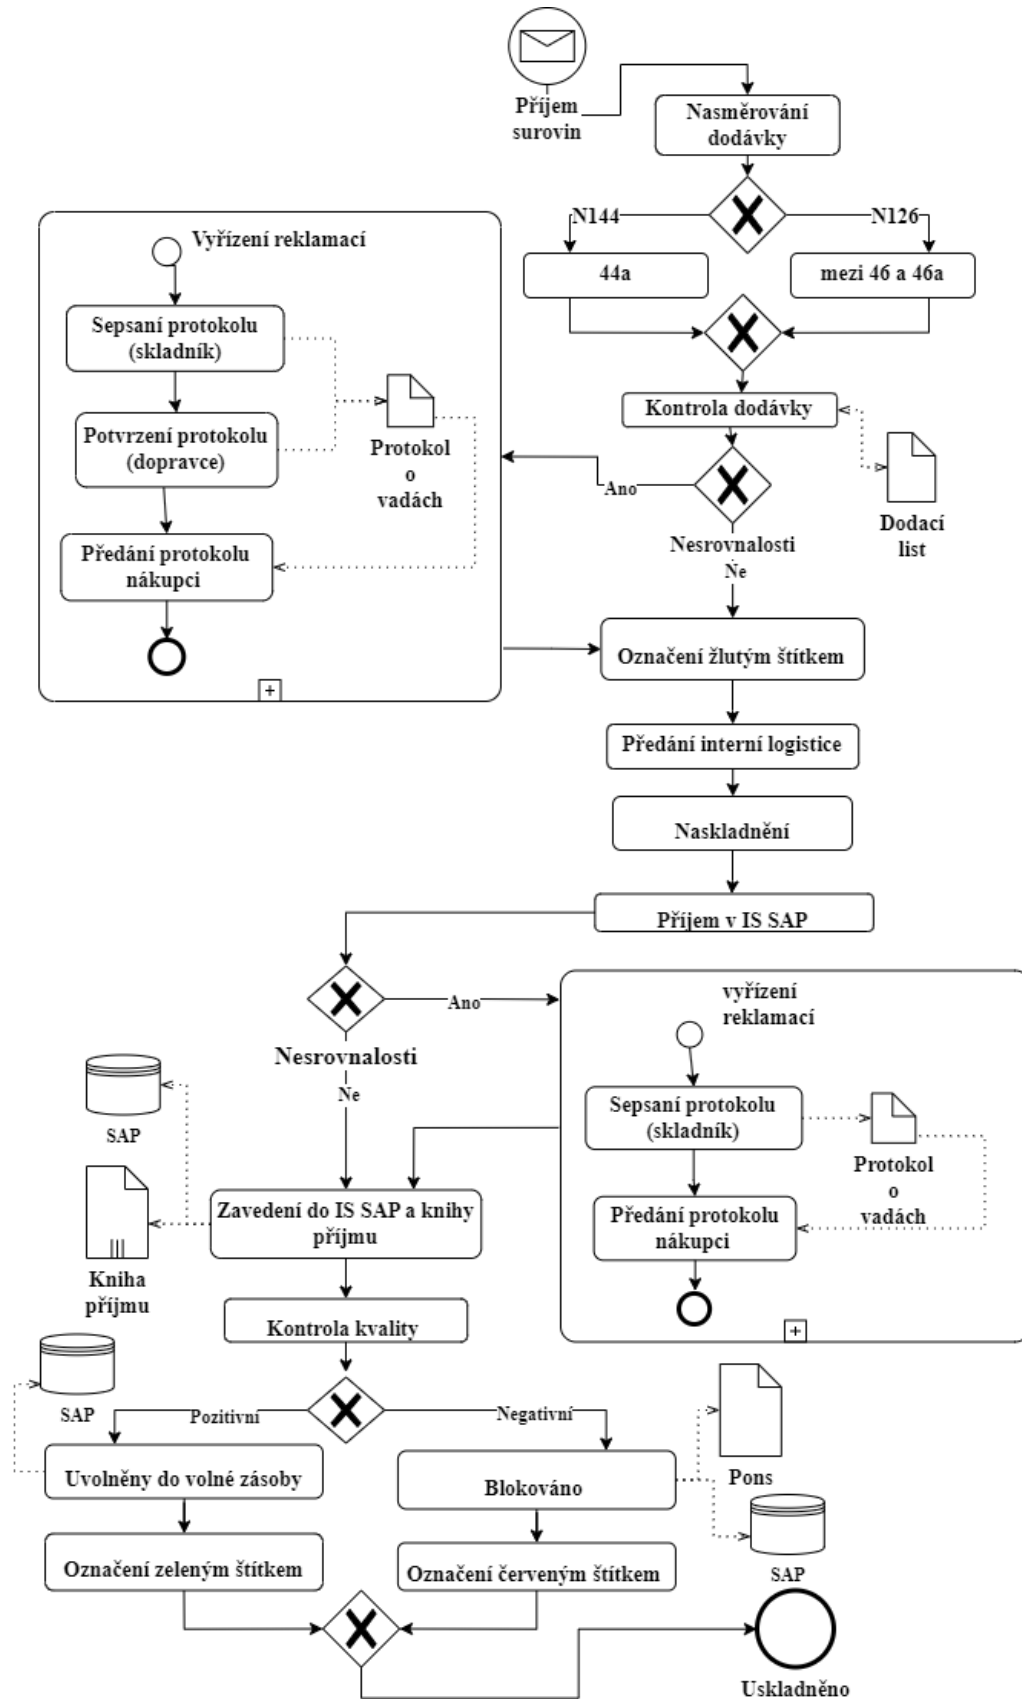 Příjem
surovin
Nasměrování
dodávky
N144
N126
44a
mezi 46 a 46a
Vyřízení reklamací
Sepsaní protokolu
(skladník)
Potvrzení protokolu
(dopravce)
Předání protokolu
nákupci
Protokol
o
vadách
Kontrola dodávky
Dodací
list
Ano
Nesrovnalosti
Ne
Označení žlutým štítkem
Předání interní logistice
Naskladnění
Příjem v IS SAP
Ano
Nesrovnalosti
Ne
vyřízení
reklamací
Sepsaní protokolu
(skladník)
Předání protokolu
nákupci
Protokol
o
vadách
SAP
Kniha
příjmu
Zavedení do IS SAP a knihy
příjmu
Kontrola kvality
SAP
Pozitivní
Negativní
Uvolněny do volné zásoby
Blokováno
Pons
SAP
Označení zeleným štítkem
Označení červeným štítkem
Uskladněno